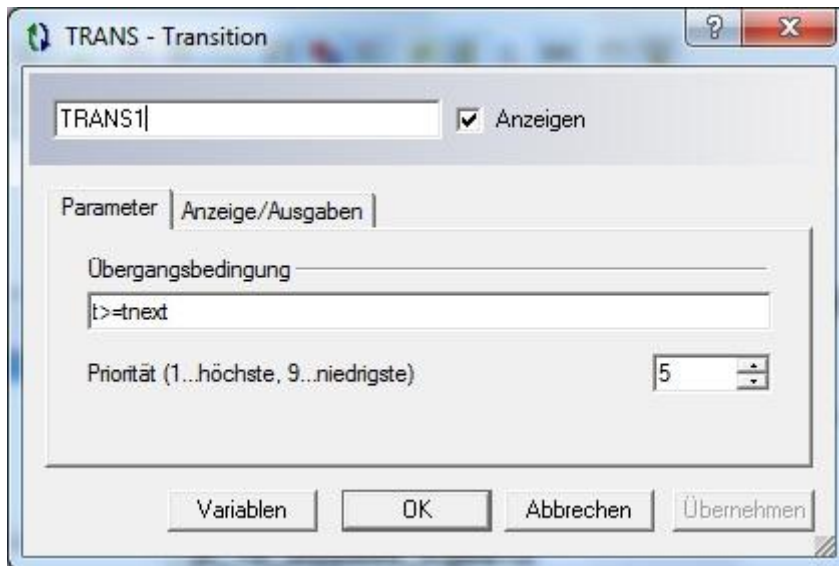 TRANS - Transition
TRANS1
Anzeigen
Parameter Anzeige/Ausgaben
Übergangsbedingung
t>=tnext
Priorität (1...höchste, 9...niedrigste) 5
Variablen OK Abbrechen Übernehmen